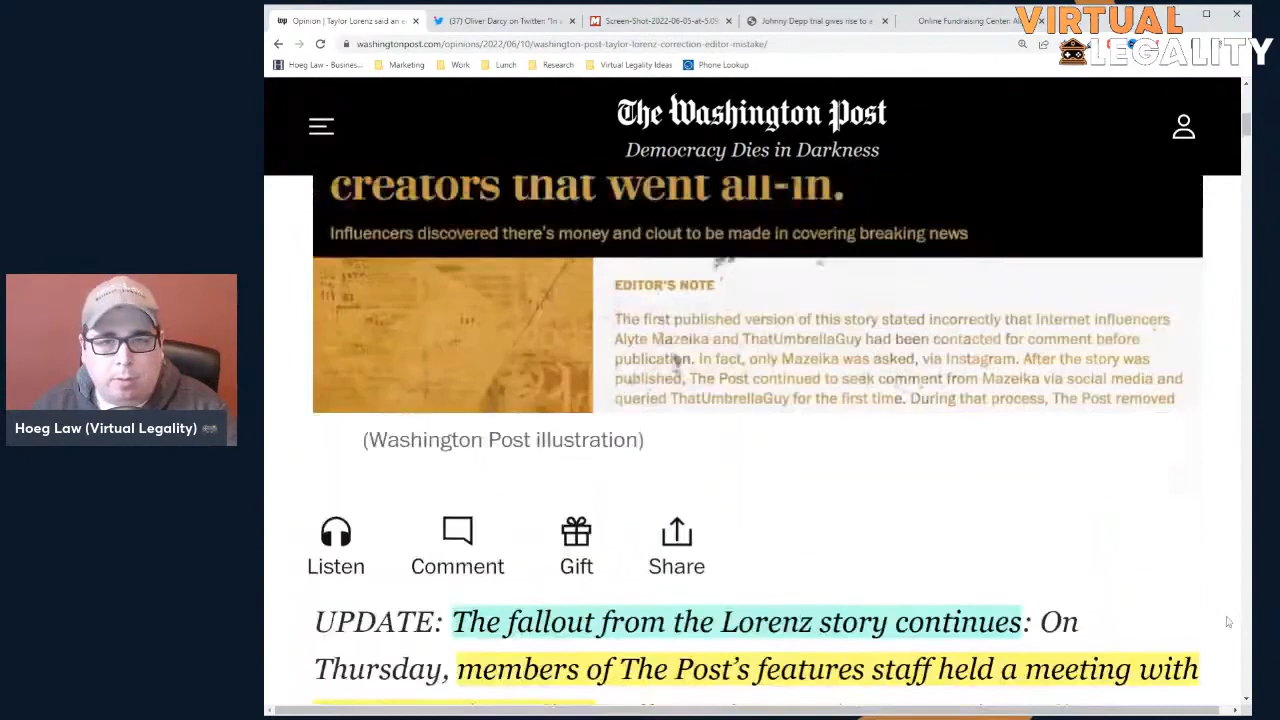 Opinion | Taylor Lorenz said an e
(37) Oliver Darcy on Twitter: "In a
Screen-Shot-2022-06-05-at-5.09
Johnny Depp trial gives rise to a
Online Fundraising Center:
VIRTUAL
LEGALITY
washingtonpost.com/opinions/2022/06/10/washington-post-taylor-lorenz-correction-editor-mistake/
Hoeg Law - Busines...
Marketing
Work
Lunch
Research
Virtual Legality Ideas
Phone Lookup
The Washington Post
Democracy Dies in Darkness
creators that went all-in.
Influencers discovered there's money and clout to be made in covering breaking news
EDITOR'S NOTE
The first published version of this story stated incorrectly that Internet influencers
Alyte Mazeika and ThatUmbrellaGuy had been contacted for comment before
publication. In fact, only Mazeika was asked, via Instagram. After the story was
published, The Post continued to seek comment from Mazeika via social media and
queried ThatUmbrellaGuy for the first time. During that process, The Post removed
(Washington Post illustration)
Listen
Comment
Gift
Share
UPDATE: The fallout from the Lorenz story continues: On
Thursday, members of The Post's features staff held a meeting with
Hoeg Law (Virtual Legality)